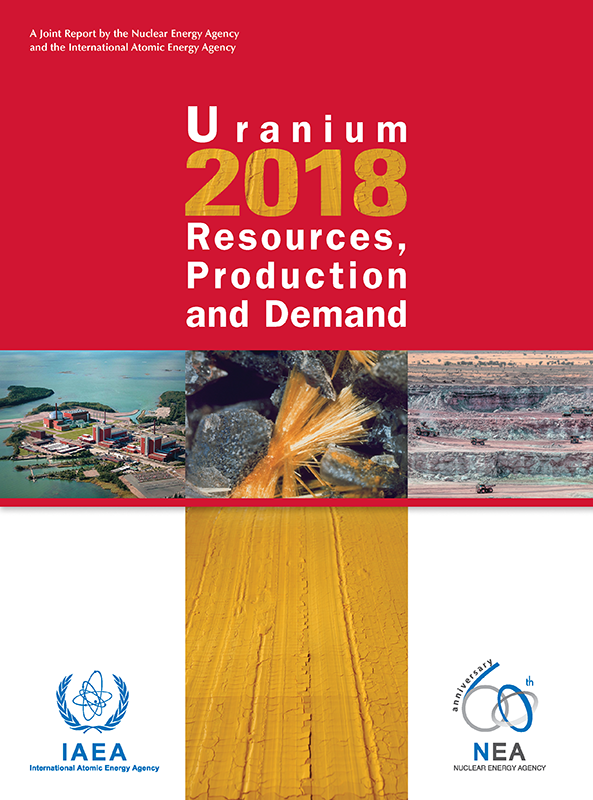 A Joint Report by the Nuclear Energy Agency
and the International Atomic Energy Agency
Uranium
2018
Resources,
Production
and Demand
IAEA
International Atomic Energy Agency
anniversary
60th
NEA
NUCLEAR ENERGY AGENCY